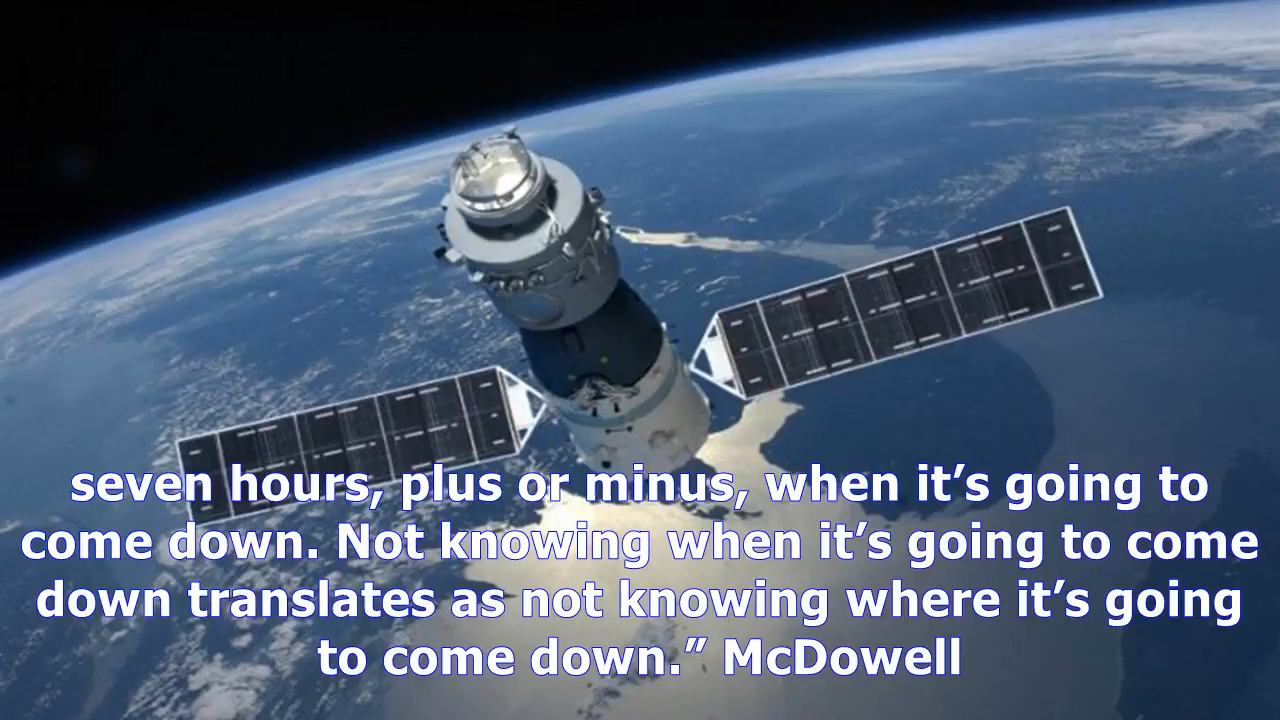 seven hours, plus or minus, when it’s going to
come down. Not knowing when it’s going to come
down translates as not knowing where it’s going
to come down.” McDowell